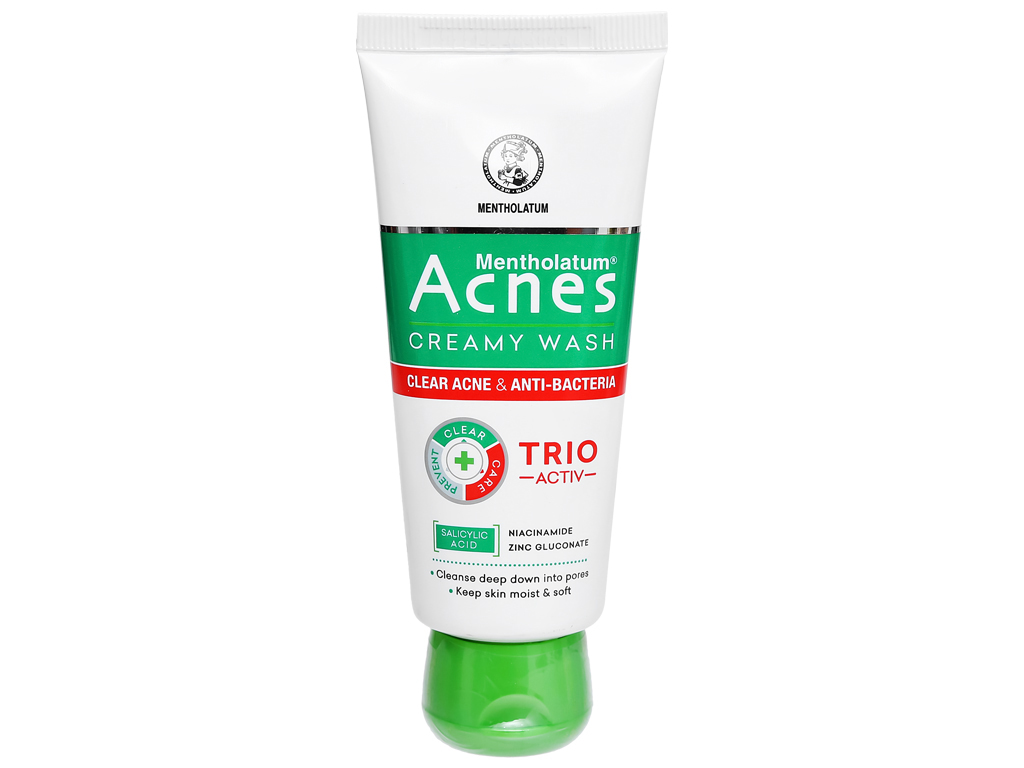 MENTHOLATUM
Mentholatum®
Acnes
CREAMY WASH
CLEAR ACNE & ANTI-BACTERIA
CLEAR
CARE
PREVENT
TRIO
ACTIV
SALICYLIC
ACID
NIACINAMIDE
ZINC GLUCONATE
• Cleanse deep down into pores
• Keep skin moist & soft